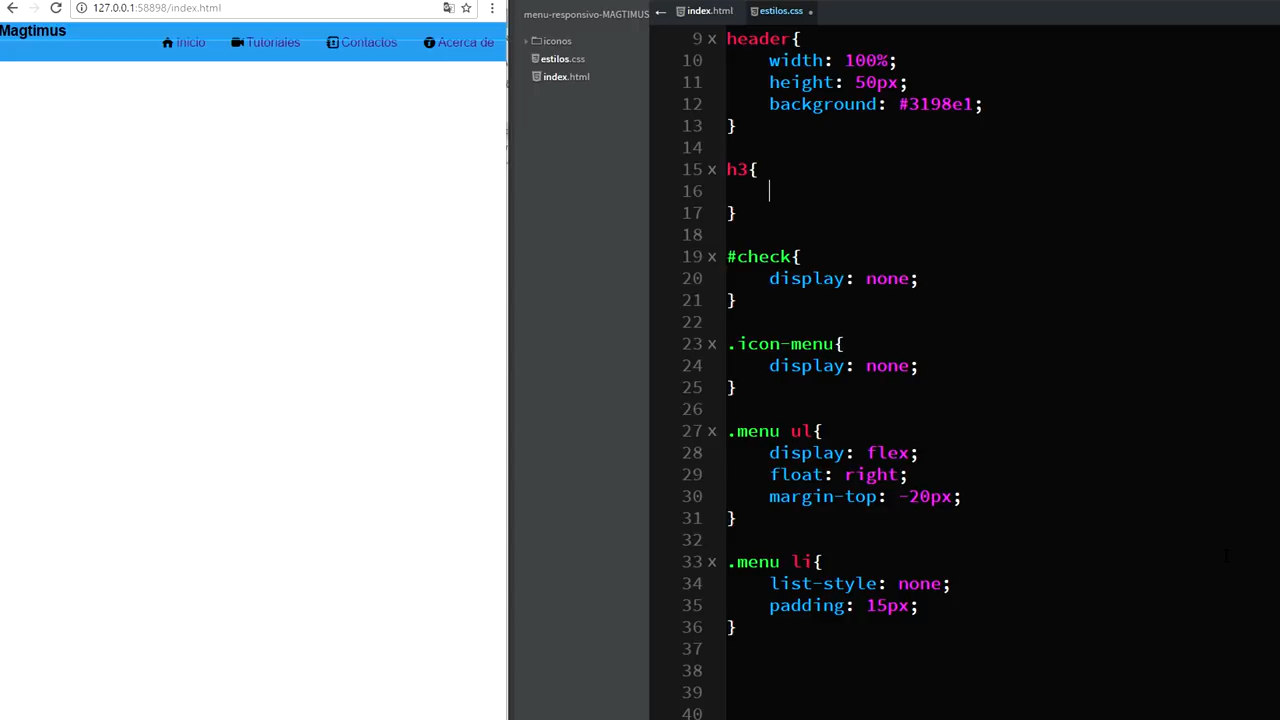 127.0.0.1:58898/index.html
Magtimus
Inicio
Tutoriales
Contactos
Acerca de
menu-responsivo-MAGTIMUS
iconos
estilos.css
index.html
index.html
estilos.css
9 header{
10 width: 100%;
11 height: 50px;
12 background: #3198e1;
13 }
14
15 h3{
16
17 }
18
19 #check{
20 display: none;
21 }
22
23 .icon-menu{
24 display: none;
25 }
26
27 .menu ul{
28 display: flex;
29 float: right;
30 margin-top: -20px;
31 }
32
33 .menu li{
34 list-style: none;
35 padding: 15px;
36 }
37
38
39
40